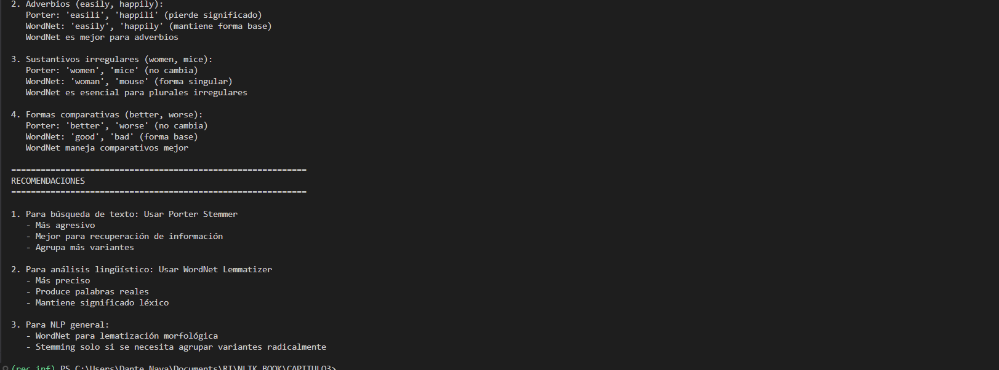 2. Adverbios (easily, happily):
   Porter: 'easili', 'happili' (pierde significado)
   WordNet: 'easily', 'happily' (mantiene forma base)
   WordNet es mejor para adverbios

3. Sustantivos irregulares (women, mice):
   Porter: 'women', 'mice' (no cambia)
   WordNet: 'woman', 'mouse' (forma singular)
   WordNet es esencial para plurales irregulares

4. Formas comparativas (better, worse):
   Porter: 'better', 'worse' (no cambia)
   WordNet: 'good', 'bad' (forma base)
   WordNet maneja comparativos mejor

============================================================
RECOMENDACIONES
============================================================

1. Para búsqueda de texto: Usar Porter Stemmer
   - Más agresivo
   - Mejor para recuperación de información
   - Agrupa más variantes

2. Para análisis lingüístico: Usar WordNet Lemmatizer
   - Más preciso
   - Produce palabras reales
   - Mantiene significado léxico

3. Para NLP general:
   - WordNet para lematización morfológica
   - Stemming solo si se necesita agrupar variantes radicalmente

(rec_inf) PS C:\Users\Dante Nava\Documents\RI\NLTK_BOOK\CAPITULO3>